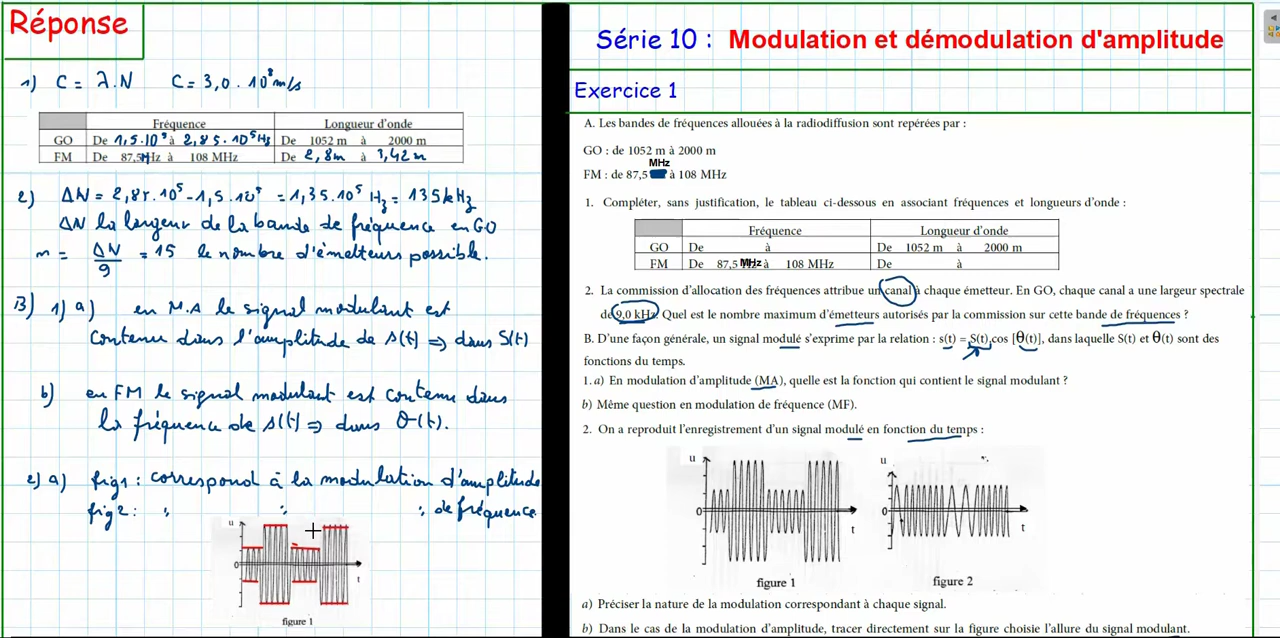 Réponse
1) C = λ.N C = 3,0 . 10⁸ m/s
Fréquence Longueur d'onde
GO De 1,5.10⁵ à 2,85.10⁵Hz De 1052 m à 2000 m
FM De 87,5MHz à 108 MHz De 2,8m à 3,42m
2) ΔN = 2,85.10⁵ - 1,5.10⁵ = 1,35.10⁵ Hz = 135kHz
ΔN la largeur de la bande de fréquence en GO
n = ΔN/9 = 15 le nombre d'émetteurs possible.
B) 1) a) en M.A le signal modulant est
contenu dans l'amplitude de s(t) ⇒ dans S(t)
b) en FM le signal modulant est contenu dans
la fréquence de s(t) ⇒ dans θ(t).
2) a) fig1 : correspond à la modulation d'amplitude
fig2 : " " " de fréquence
u
0
t
figure 1
Série 10 : Modulation et démodulation d'amplitude
Exercice 1
A. Les bandes de fréquences allouées à la radiodiffusion sont repérées par :
GO : de 1052 m à 2000 m
MHz
FM : de 87,5 à 108 MHz
1. Compléter, sans justification, le tableau ci-dessous en associant fréquences et longueurs d'onde :
Fréquence Longueur d'onde
GO De à De 1052 m à 2000 m
FM De 87,5 MHz à 108 MHz De à
2. La commission d'allocation des fréquences attribue un canal à chaque émetteur. En GO, chaque canal a une largeur spectrale
de 9,0 kHz. Quel est le nombre maximum d'émetteurs autorisés par la commission sur cette bande de fréquences ?
B. D'une façon générale, un signal modulé s'exprime par la relation : s(t) = S(t).cos [θ(t)], dans laquelle S(t) et θ(t) sont des
fonctions du temps.
1. a) En modulation d'amplitude (MA), quelle est la fonction qui contient le signal modulant ?
b) Même question en modulation de fréquence (MF).
2. On a reproduit l'enregistrement d'un signal modulé en fonction du temps :
u
0
t
figure 1
u
0
t
figure 2
a) Préciser la nature de la modulation correspondant à chaque signal.
b) Dans le cas de la modulation d'amplitude, tracer directement sur la figure choisie l'allure du signal modulant.